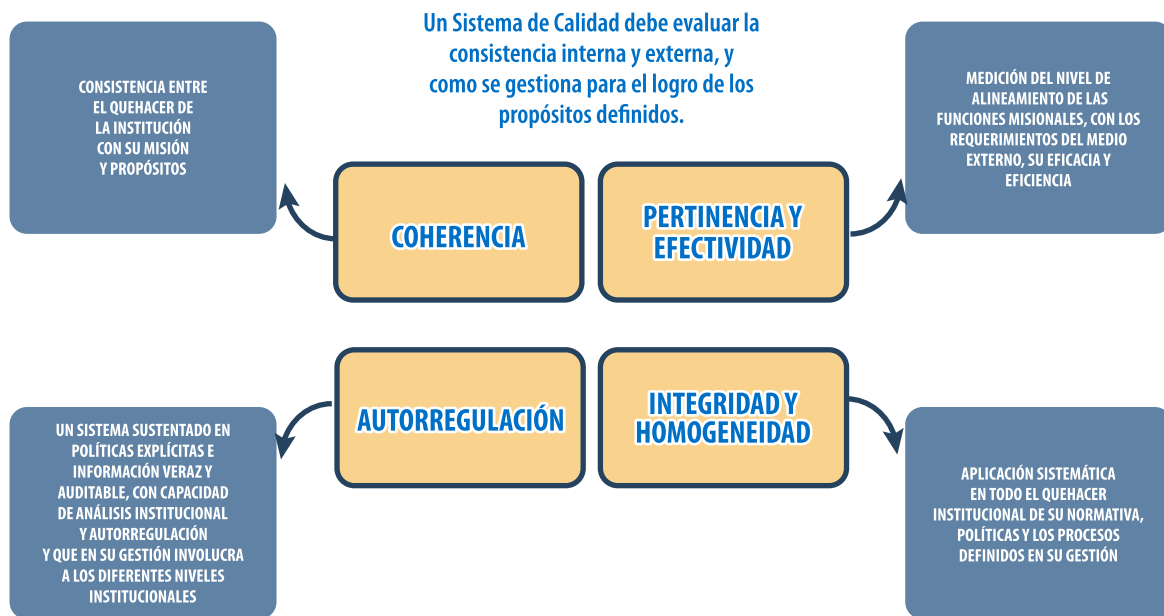 Un Sistema de Calidad debe evaluar la
consistencia interna y externa, y
como se gestiona para el logro de los
propósitos definidos.
CONSISTENCIA ENTRE
EL QUEHACER DE
LA INSTITUCIÓN
CON SU MISIÓN
Y PROPÓSITOS
COHERENCIA
PERTINENCIA Y
EFECTIVIDAD
MEDICIÓN DEL NIVEL DE
ALINEAMIENTO DE LAS
FUNCIONES MISIONALES, CON LOS
REQUERIMIENTOS DEL MEDIO
EXTERNO, SU EFICACIA Y
EFICIENCIA
UN SISTEMA SUSTENTADO EN
POLÍTICAS EXPLÍCITAS E
INFORMACIÓN VERAZ Y
AUDITABLE, CON CAPACIDAD
DE ANÁLISIS INSTITUCIONAL
Y AUTORREGULACIÓN
Y QUE EN SU GESTIÓN INVOLUCRA
A LOS DIFERENTES NIVELES
INSTITUCIONALES
AUTORREGULACIÓN
INTEGRIDAD Y
HOMOGENEIDAD
APLICACIÓN SISTEMÁTICA
EN TODO EL QUEHACER
INSTITUCIONAL DE SU NORMATIVA,
POLÍTICAS Y LOS PROCESOS
DEFINIDOS EN SU GESTIÓN